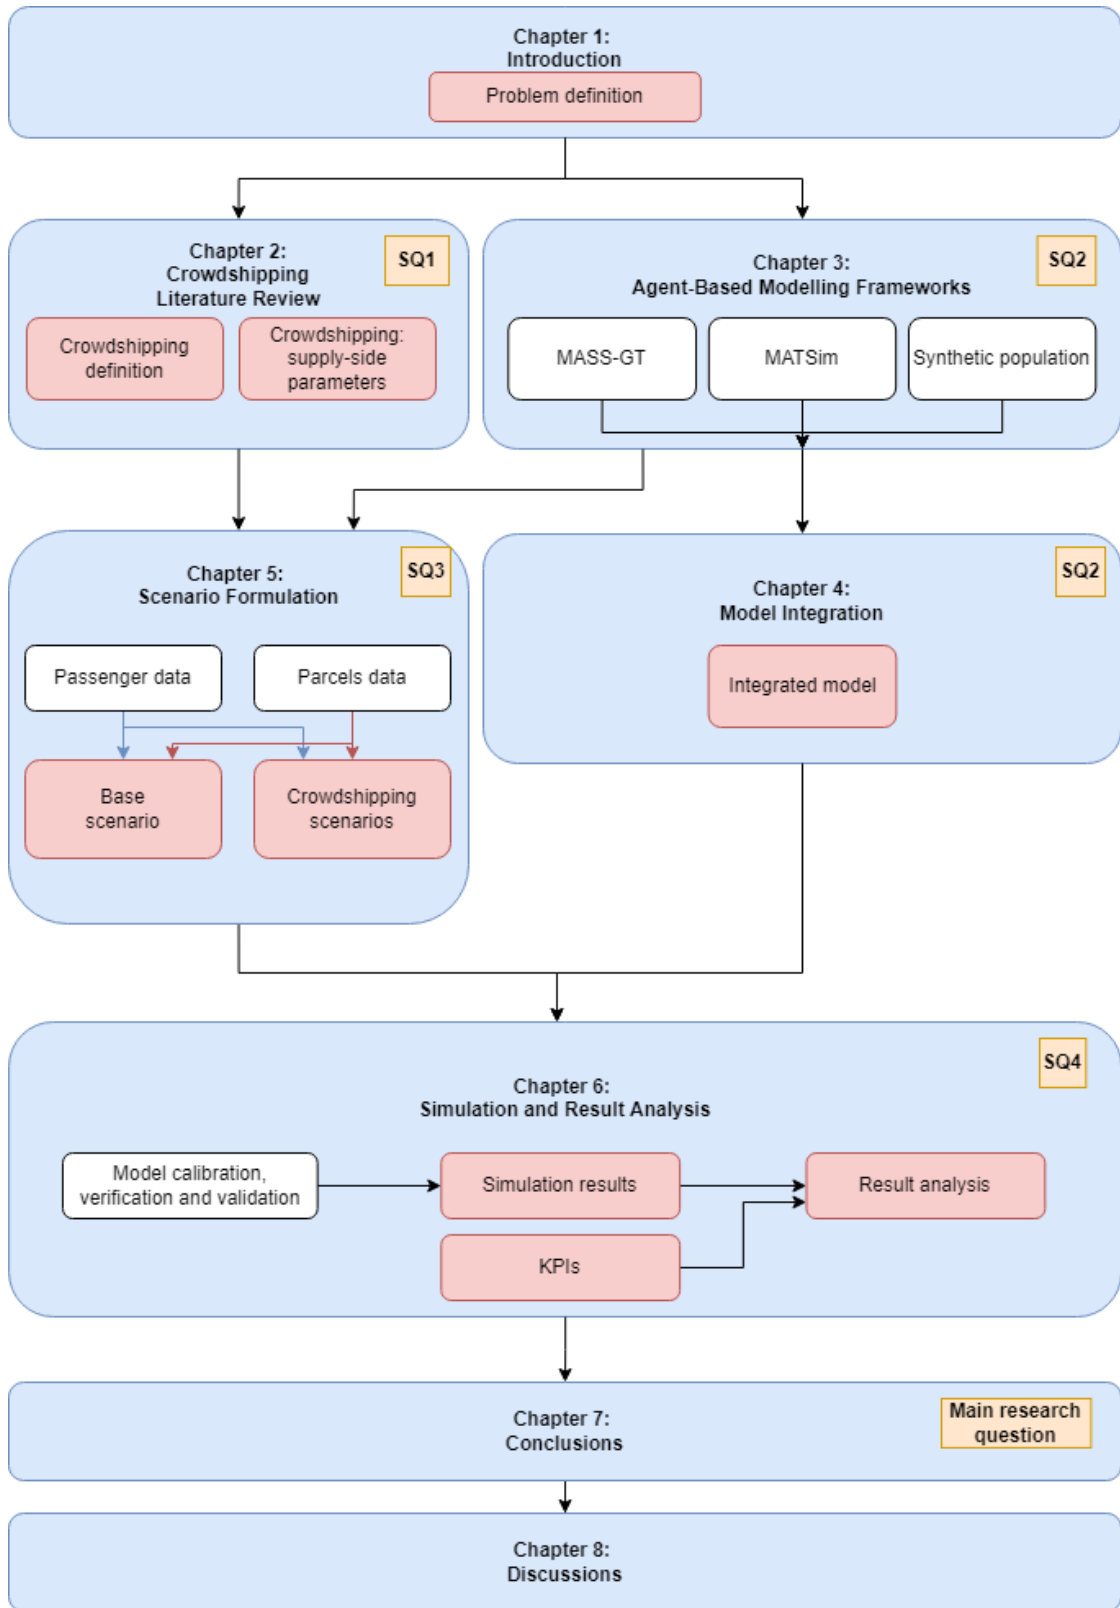 Chapter 1:
Introduction
Problem definition
Chapter 2:
Crowdshipping
Literature Review
SQ1
Crowdshipping
definition
Crowdshipping:
supply-side
parameters
Chapter 3:
Agent-Based Modelling Frameworks
SQ2
MASS-GT
MATSim
Synthetic population
Chapter 5:
Scenario Formulation
SQ3
Passenger data
Parcels data
Base
scenario
Crowdshipping
scenarios
Chapter 4:
Model Integration
SQ2
Integrated model
Chapter 6:
Simulation and Result Analysis
SQ4
Model calibration,
verification and validation
Simulation results
Result analysis
KPIs
Chapter 7:
Conclusions
Main research
question
Chapter 8:
Discussions